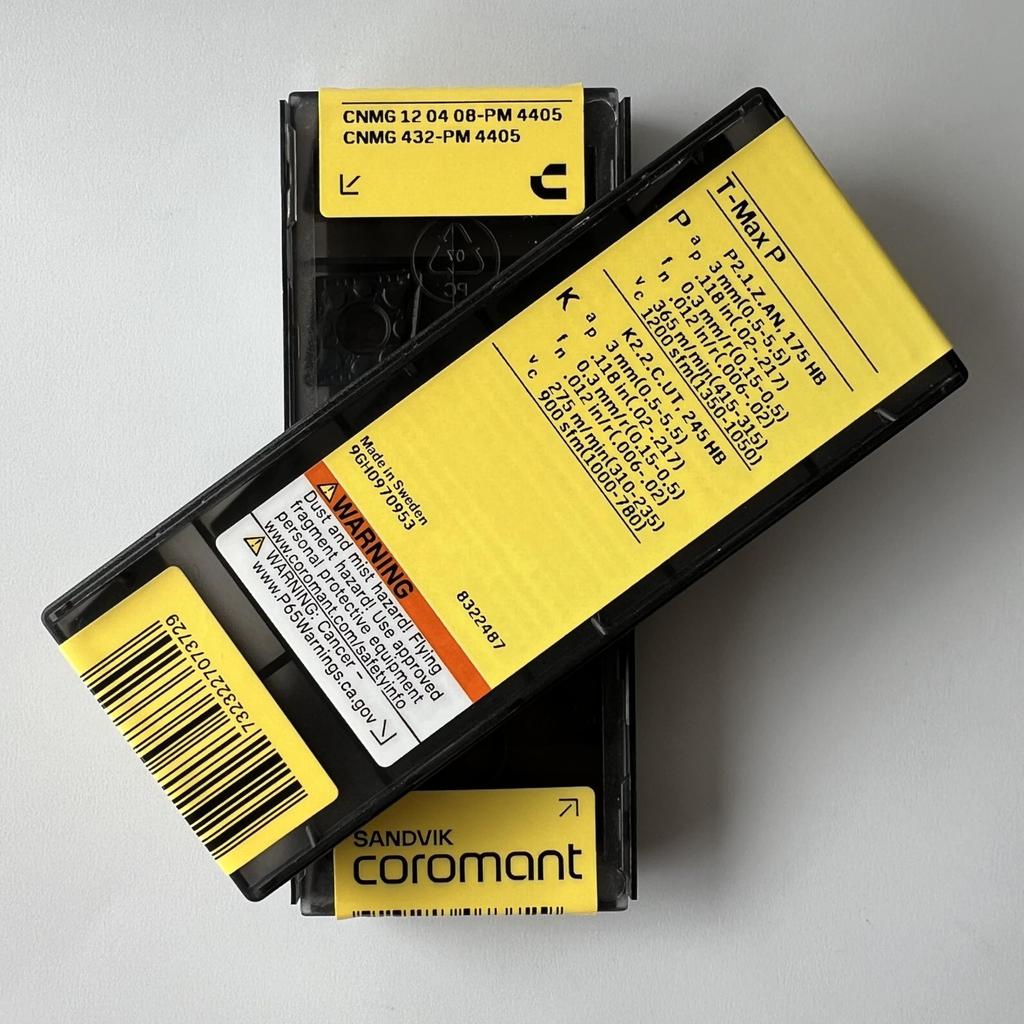 CNMG 12 04 08-PM 4405
CNMG 432-PM 4405
07
PC
T-Max P
P
P2.1.Z.AN, 175 HB
ap 3 mm(0.5-5.5)
.118 in(.02-.217)
fn 0.3 mm/r(0.15-0.5)
.012 in/r(.006-.02)
vc 365 m/min(415-315)
1200 sfm(1350-1050)
K
K2.2.C.UT, 245 HB
ap 3 mm(0.5-5.5)
.118 in(.02-.217)
fn 0.3 mm/r(0.15-0.5)
.012 in/r(.006-.02)
vc 275 m/min(310-235)
900 sfm(1000-780)
Made in Sweden
9GH0970953
8322487
WARNING
Dust and mist hazard! Flying
fragment hazard! Use approved
personal protective equipment
www.coromant.com/safetyinfo
WARNING: Cancer –
www.P65Warnings.ca.gov
7323227073729
SANDVIK
coromant